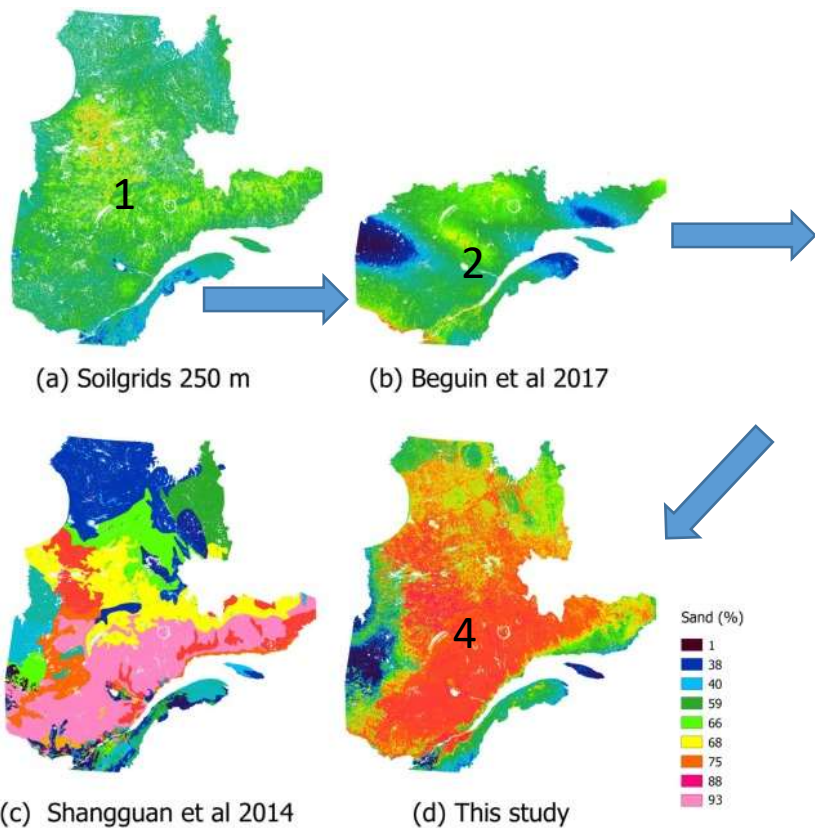 1
2
(a) Soilgrids 250 m
(b) Beguin et al 2017
4
(c) Shangguan et al 2014
(d) This study
Sand (%)
1
38
40
59
66
68
75
88
93